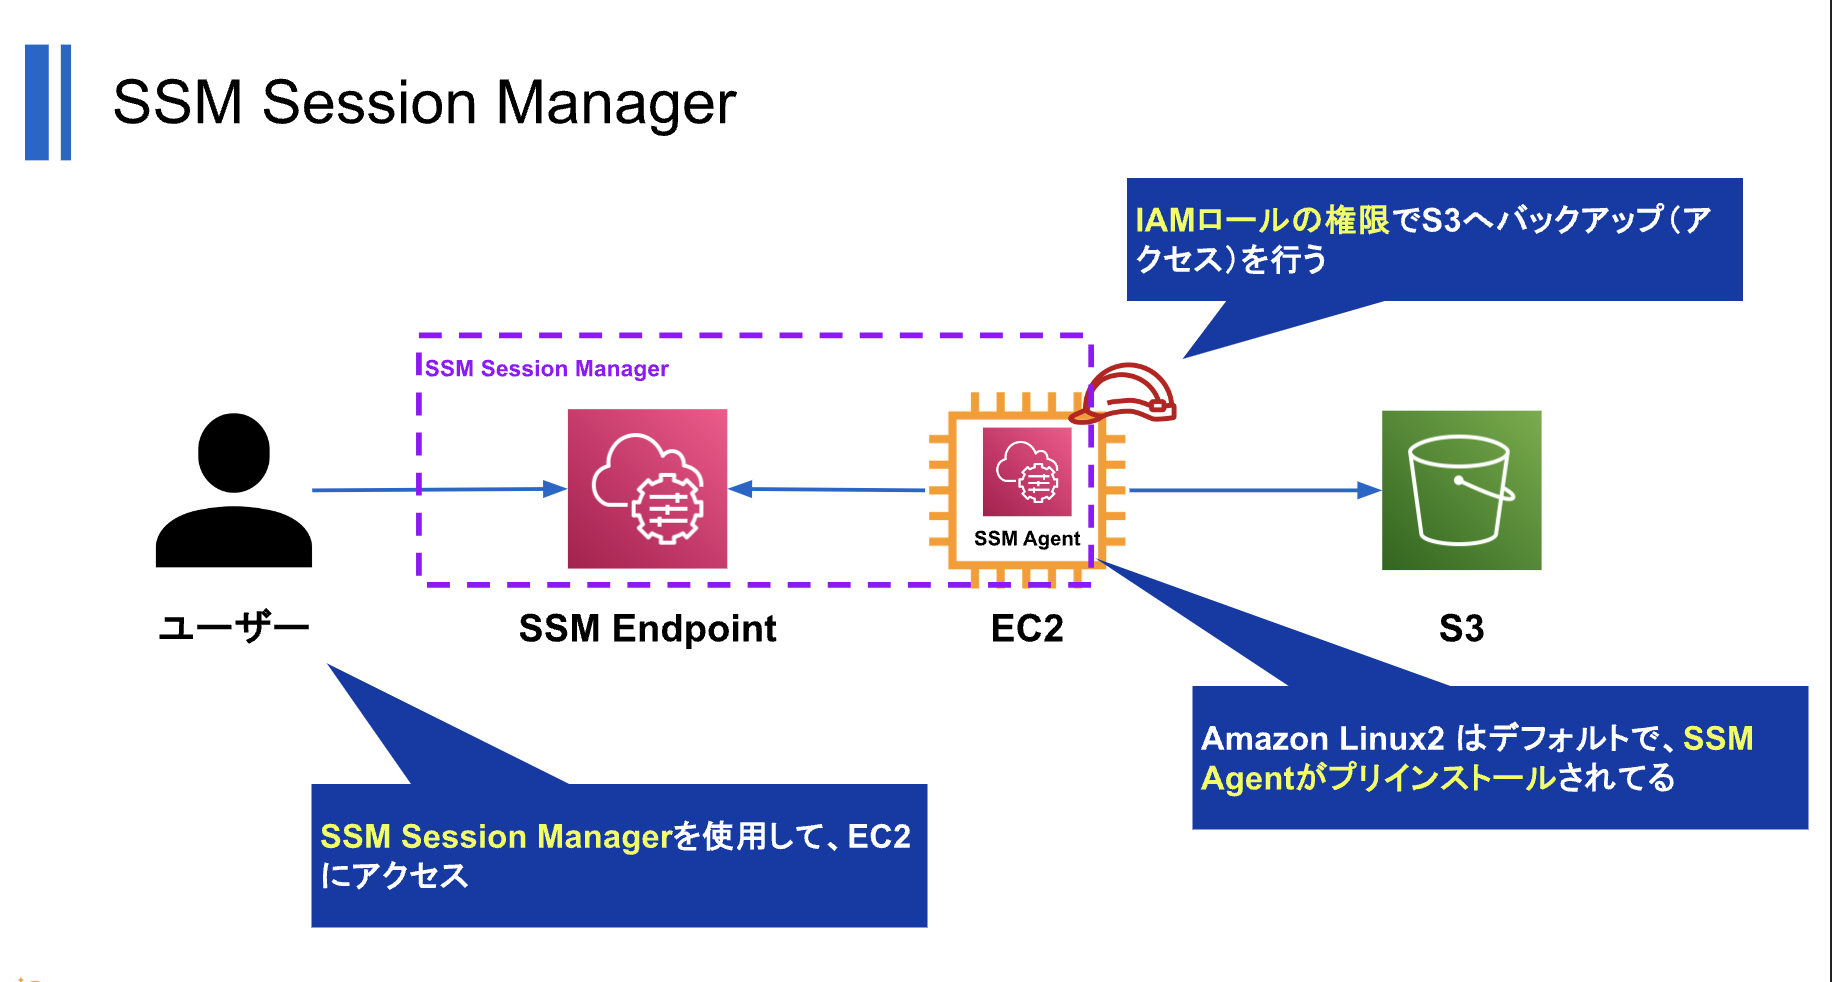 SSM Session Manager
IAMロールの権限でS3へバックアップ（ア
クセス）を行う
SSM Session Manager
SSM Agent
ユーザー
SSM Endpoint
EC2
S3
Amazon Linux2 はデフォルトで、SSM
Agentがプリインストールされてる
SSM Session Managerを使用して、EC2
にアクセス